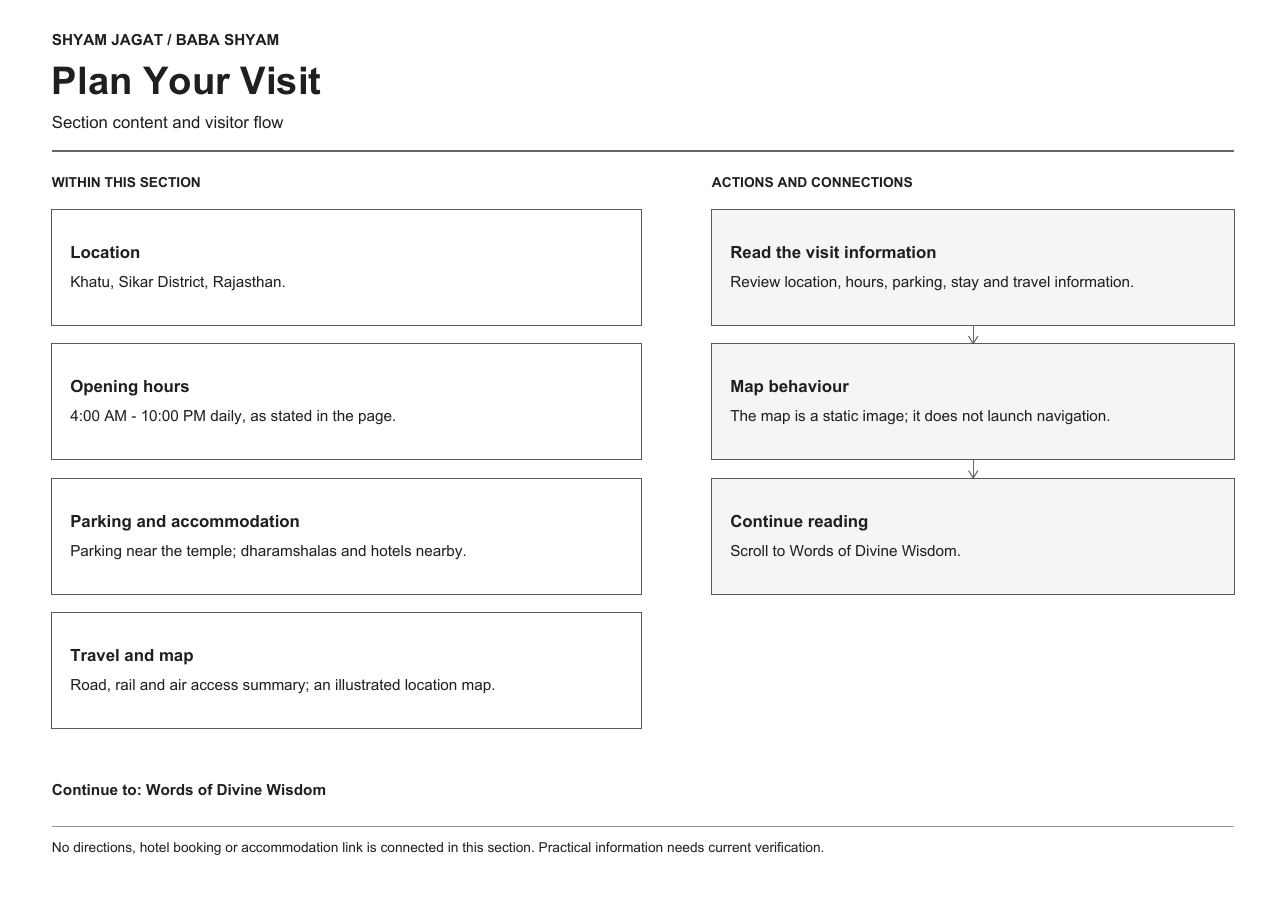 SHYAM JAGAT / BABA SHYAM
Plan Your Visit
Section content and visitor flow
WITHIN THIS SECTION
Location
Khatu, Sikar District, Rajasthan.
Opening hours
4:00 AM - 10:00 PM daily, as stated in the page.
Parking and accommodation
Parking near the temple; dharamshalas and hotels nearby.
Travel and map
Road, rail and air access summary; an illustrated location map.
ACTIONS AND CONNECTIONS
Read the visit information
Review location, hours, parking, stay and travel information.
Map behaviour
The map is a static image; it does not launch navigation.
Continue reading
Scroll to Words of Divine Wisdom.
Continue to: Words of Divine Wisdom
No directions, hotel booking or accommodation link is connected in this section. Practical information needs current verification.